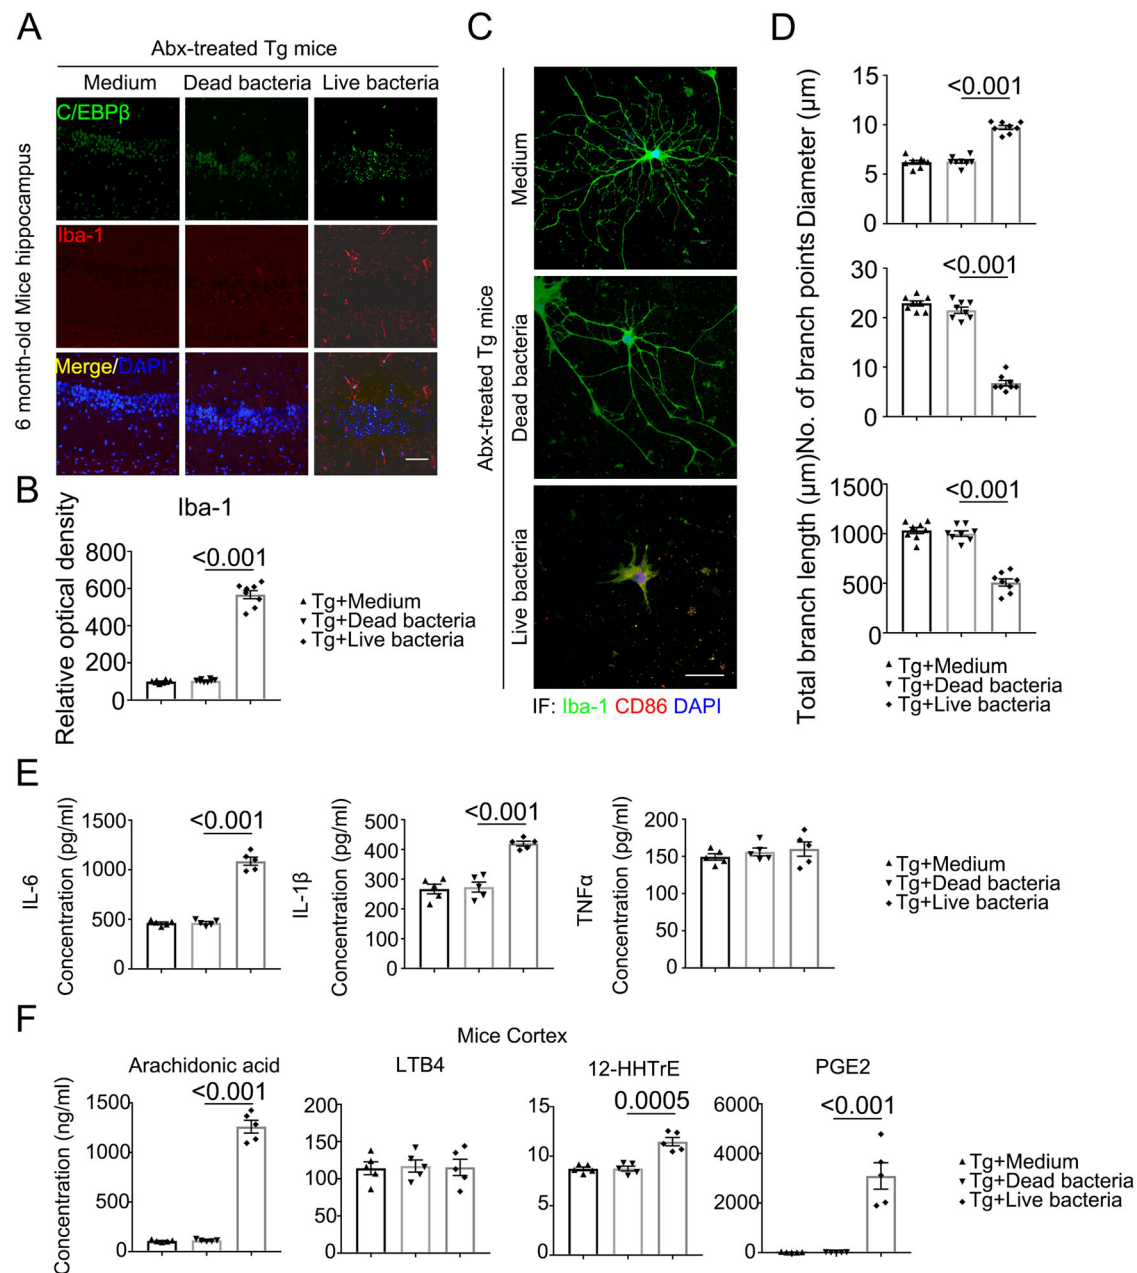 A
Abx-treated Tg mice
Medium
Dead bacteria
Live bacteria
6 month-old Mice hippocampus
C/EBPβ
Iba-1
Merge/DAPI
B
Iba-1
Relative optical density
800
600
400
200
0
<0.001
Tg+Medium
Tg+Dead bacteria
Tg+Live bacteria
C
Abx-treated Tg mice
Medium
Dead bacteria
Live bacteria
IF: Iba-1 CD86 DAPI
D
Diameter (μm)
15
10
5
0
<0.001
No. of branch points
30
20
10
0
<0.001
Total branch length (μm)
1500
1000
500
0
<0.001
Tg+Medium
Tg+Dead bacteria
Tg+Live bacteria
E
IL-6
Concentration (pg/ml)
1500
1000
500
0
<0.001
IL-1β
Concentration (pg/ml)
500
400
300
200
100
0
<0.001
TNFα
Concentration (pg/ml)
200
150
100
50
0
Tg+Medium
Tg+Dead bacteria
Tg+Live bacteria
F
Mice Cortex
Arachidonic acid
Concentration (ng/ml)
1500
1000
500
0
<0.001
LTB4
200
150
100
50
0
12-HHTrE
15
10
5
0
0.0005
PGE2
6000
4000
2000
0
<0.001
Tg+Medium
Tg+Dead bacteria
Tg+Live bacteria